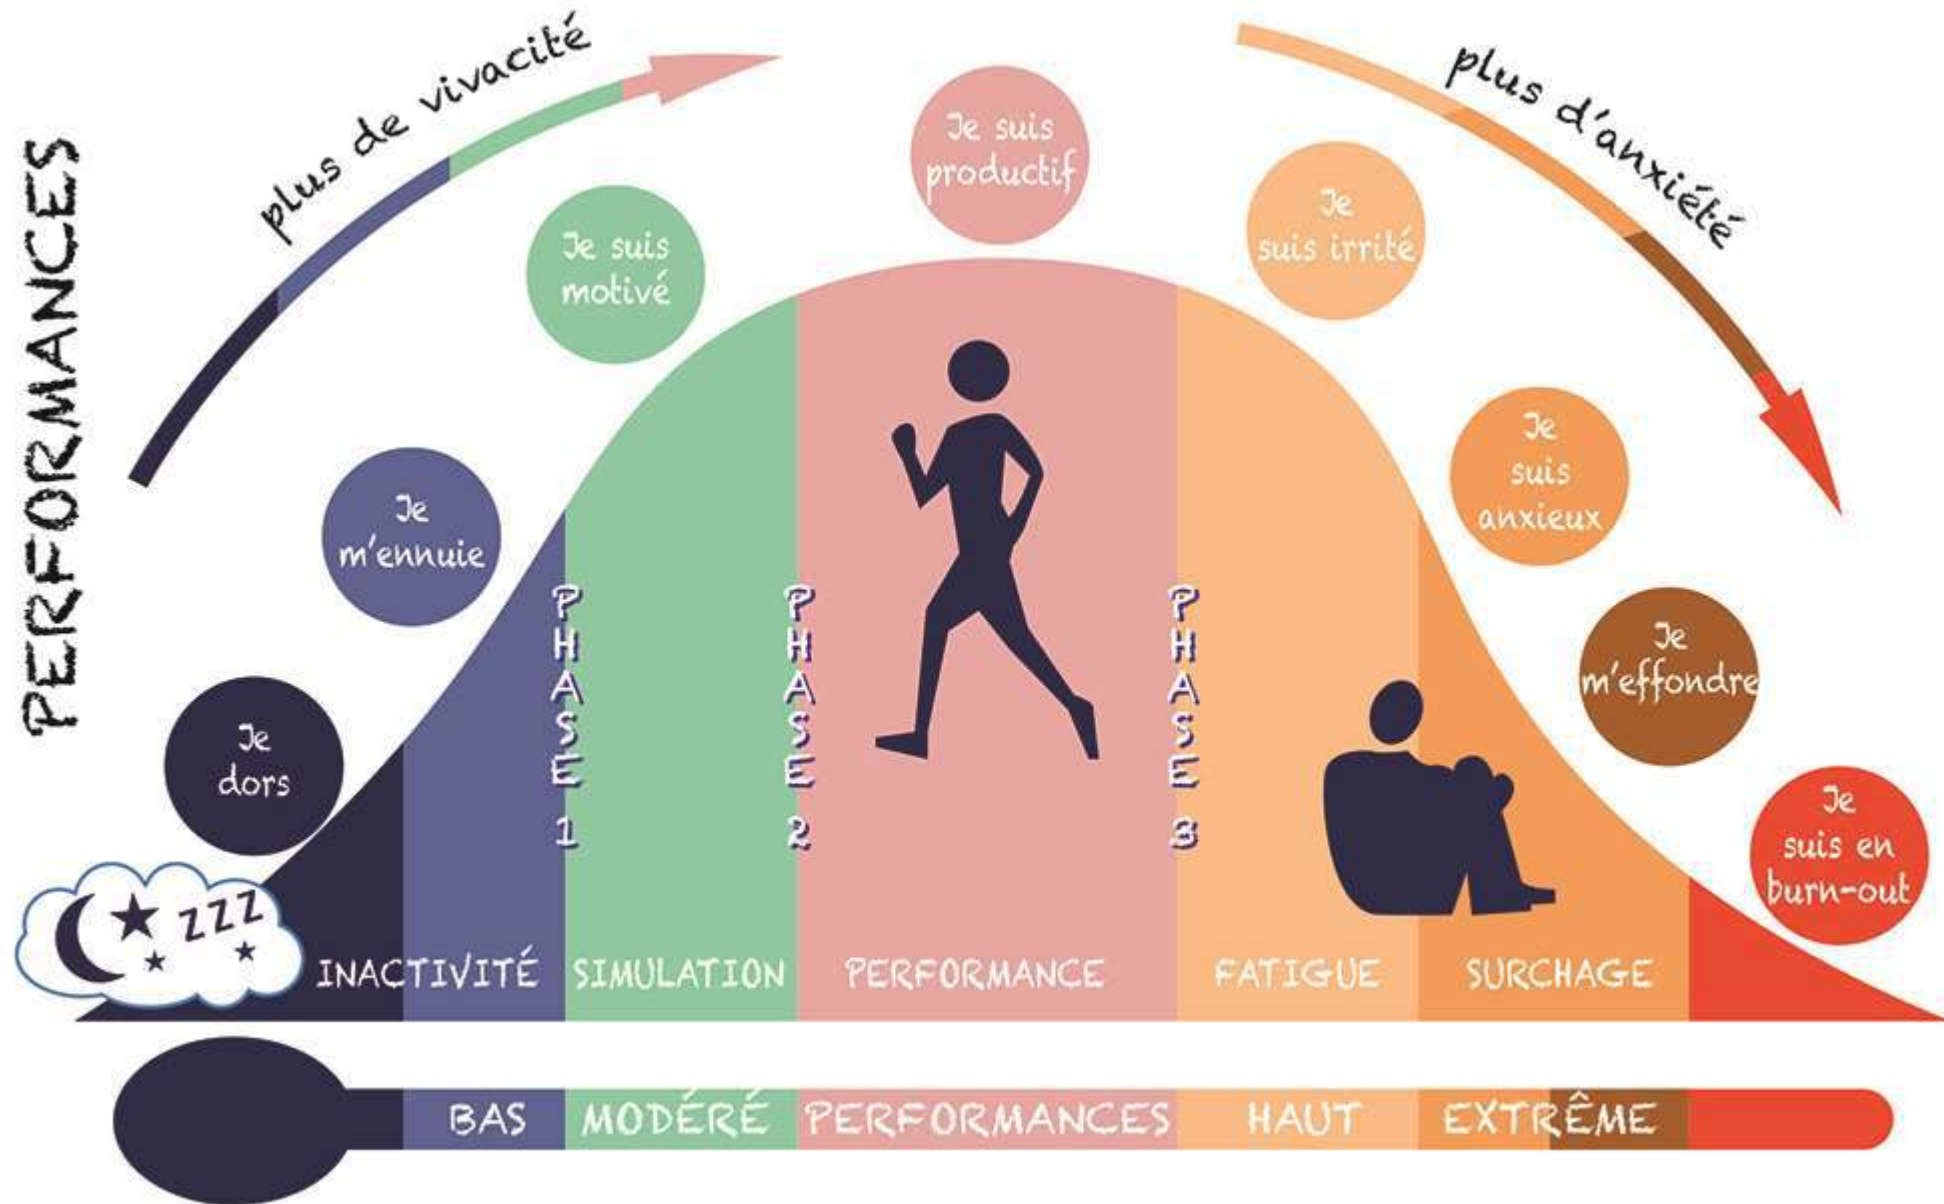 PERFORMANCES
plus de vivacité
plus d'anxiété
Je
dors
Je
m'ennuie
Je suis
motivé
Je suis
productif
Je
suis irrité
Je
suis
anxieux
Je
m'effondre
Je
suis en
burn-out
PHASE 1
PHASE 2
PHASE 3
ZZZ
INACTIVITÉ
SIMULATION
PERFORMANCE
FATIGUE
SURCHAGE
BAS
MODÉRÉ
PERFORMANCES
HAUT
EXTRÊME